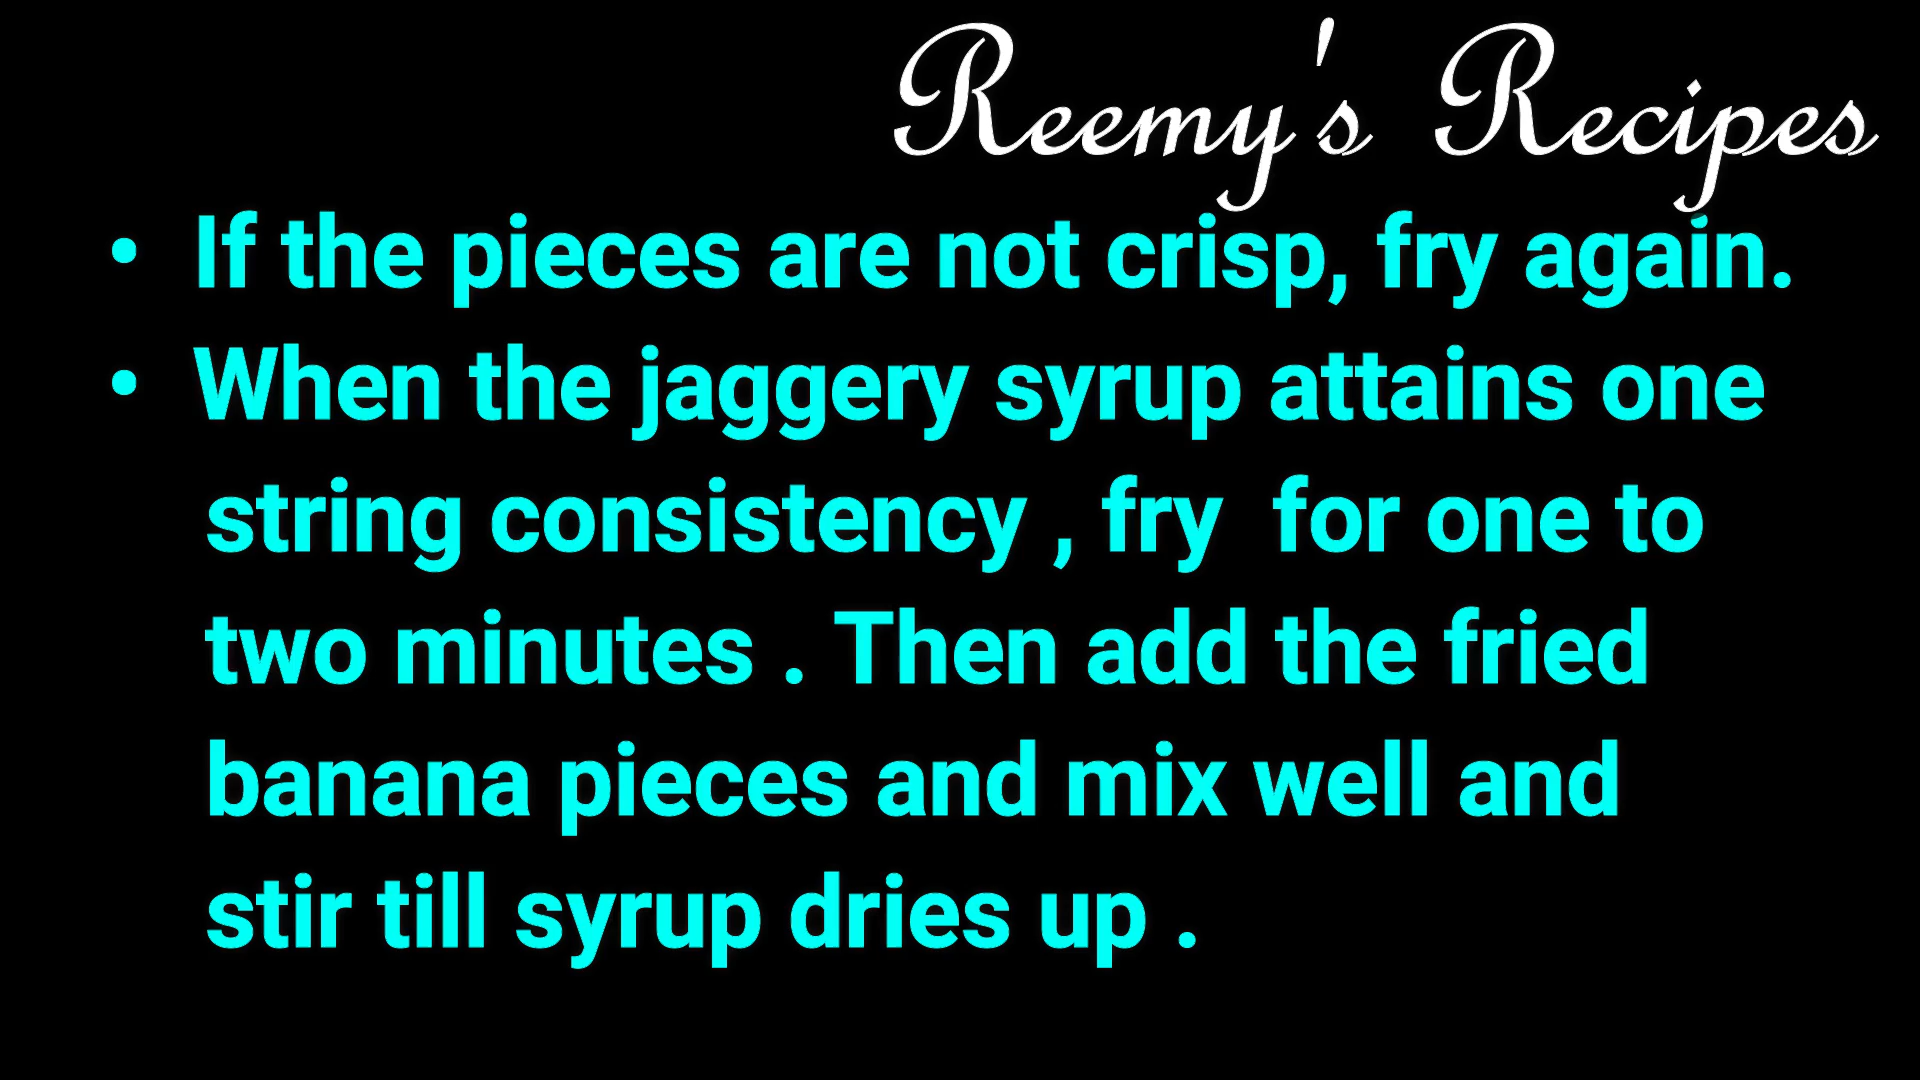 Reemy's Recipes
• If the pieces are not crisp, fry again.
• When the jaggery syrup attains one
string consistency , fry  for one to
two minutes . Then add the fried
banana pieces and mix well and
stir till syrup dries up .